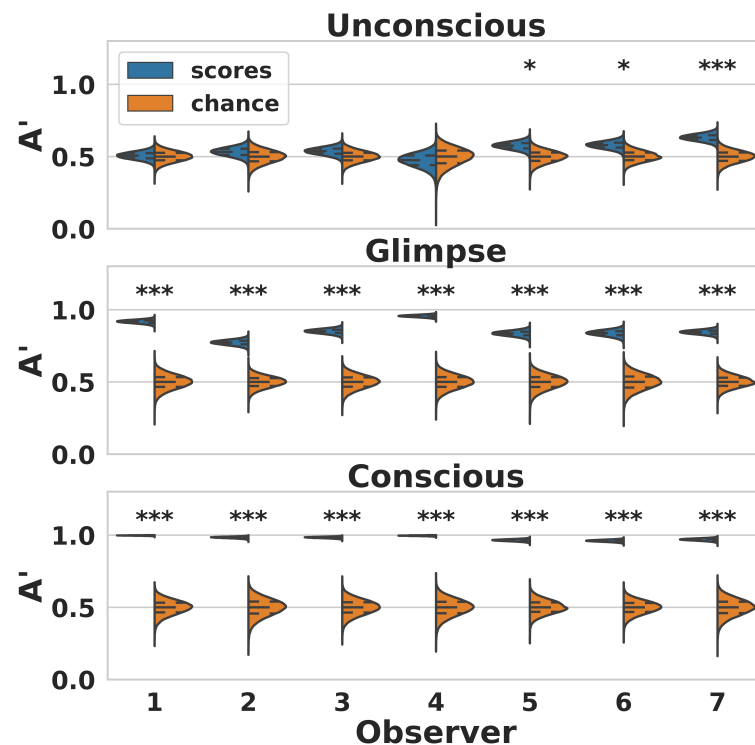 Unconscious
scores
chance
* * ***
1.0
0.5
0.0
A'
Glimpse
*** *** *** *** *** *** ***
1.0
0.5
0.0
A'
Conscious
*** *** *** *** *** *** ***
1.0
0.5
0.0
A'
1 2 3 4 5 6 7
Observer